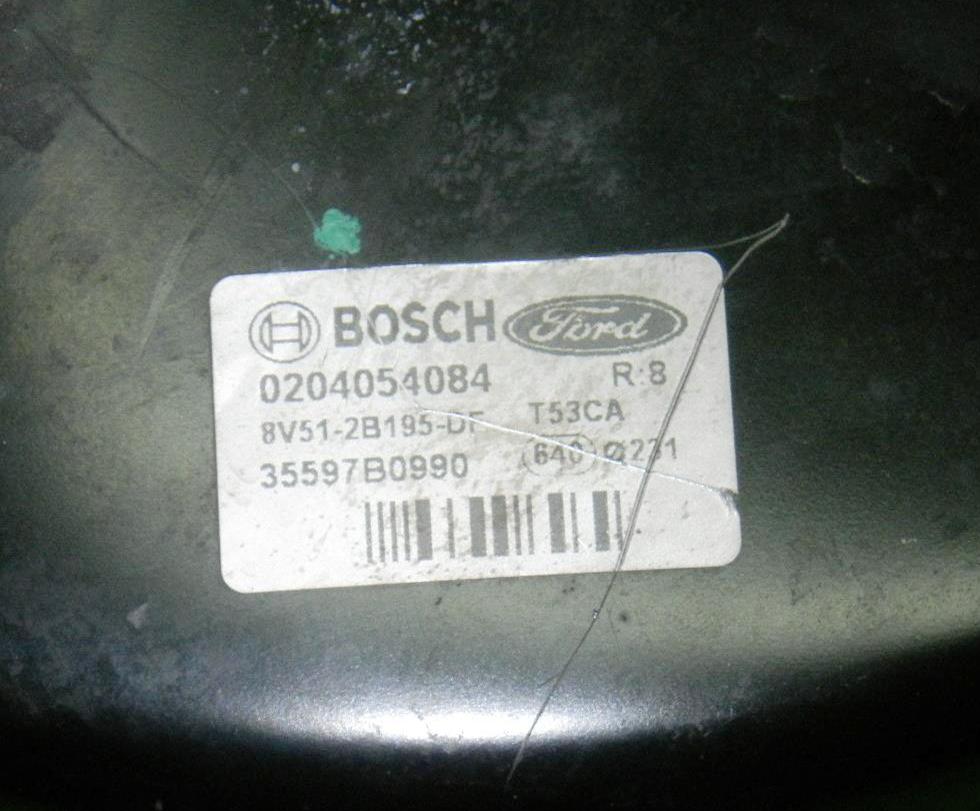 BOSCH Ford
0204054084 R:8
8V51-2B195-DF T53CA
35597B0990 640 Ø231